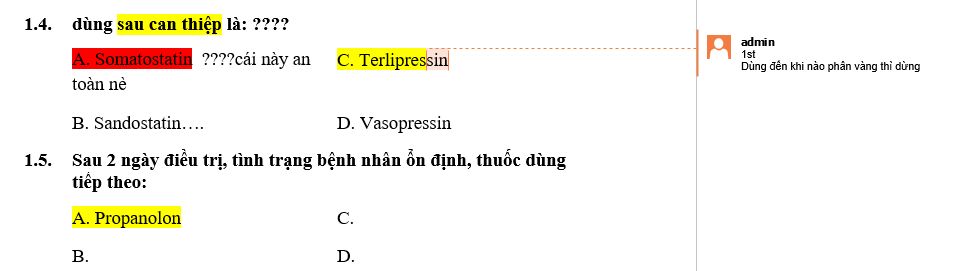 1.4. dùng sau can thiệp là: ????
A. Somatostatin ????cái này an toàn nè
C. Terlipressin
B. Sandostatin….
D. Vasopressin
1.5. Sau 2 ngày điều trị, tình trạng bệnh nhân ổn định, thuốc dùng
tiếp theo:
A. Propanolon
C.
B.
D.
admin
1st
Dùng đến khi nào phân vàng thì dừng